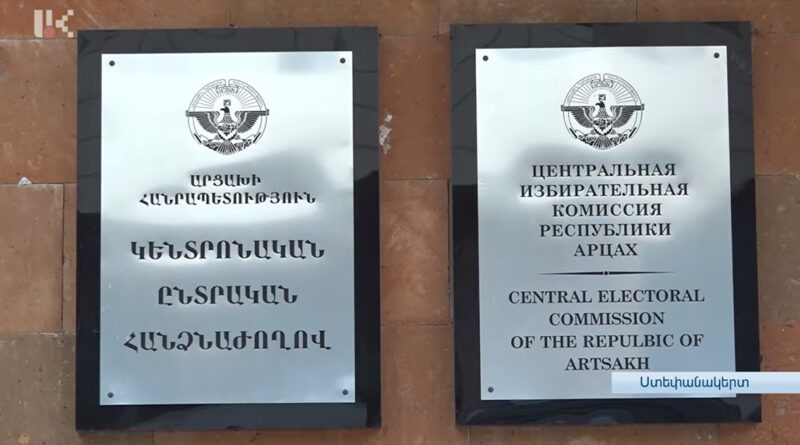 ԱՐՑԱԽԻ
ՀԱՆՐԱՊԵՏՈՒԹՅՈՒՆ
ԿԵՆՏՐՈՆԱԿԱՆ
ԸՆՏՐԱԿԱՆ
ՀԱՆՁՆԱԺՈՂՈՎ
ЦЕНТРАЛЬНАЯ
ИЗБИРАТЕЛЬНАЯ
КОМИССИЯ
РЕСПУБЛИКИ
АРЦАХ
CENTRAL ELECTORAL
COMMISSION
OF THE REPULBIC OF
ARTSAKH
Ստեփանակերտ